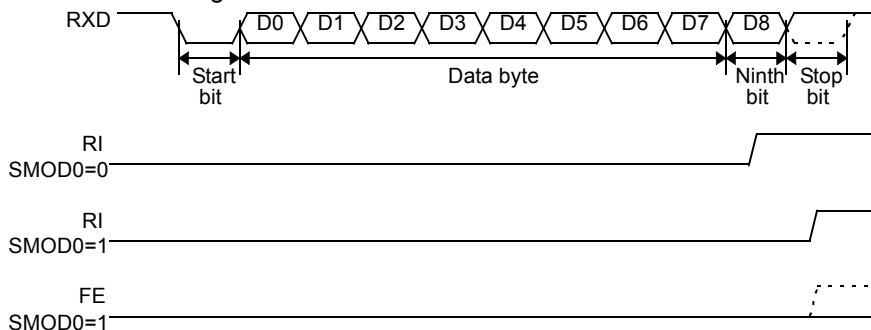 RXD D0 D1 D2 D3 D4 D5 D6 D7 D8
Start bit
Data byte
Ninth bit
Stop bit
RI
SMOD0=0
RI
SMOD0=1
FE
SMOD0=1